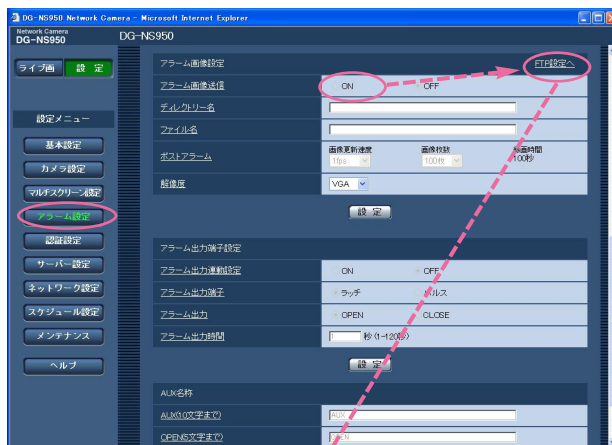 DG-NS950 Network Camera - Microsoft Internet Explorer
Network Camera
DG-NS950
DG-NS950
ライブ画 設 定
設定メニュー
基本設定
カメラ設定
マルチスクリーン設定
アラーム設定
認証設定
サーバー設定
ネットワーク設定
スケジュール設定
メンテナンス
ヘルプ
アラーム画像設定 FTP設定へ
アラーム画像送信 ON OFF
ディレクトリー名
ファイル名
ポストアラーム 画像更新速度 1fps 画像枚数 100枚 録画時間 100秒
解像度 VGA
設 定
アラーム出力端子設定
アラーム出力連動設定 ON OFF
アラーム出力端子 ラッチ パルス
アラーム出力 OPEN CLOSE
アラーム出力時間 1 秒(1-120秒)
設 定
AUX名称
AUX(10文字まで) AUX
OPEN(5文字まで) OPEN